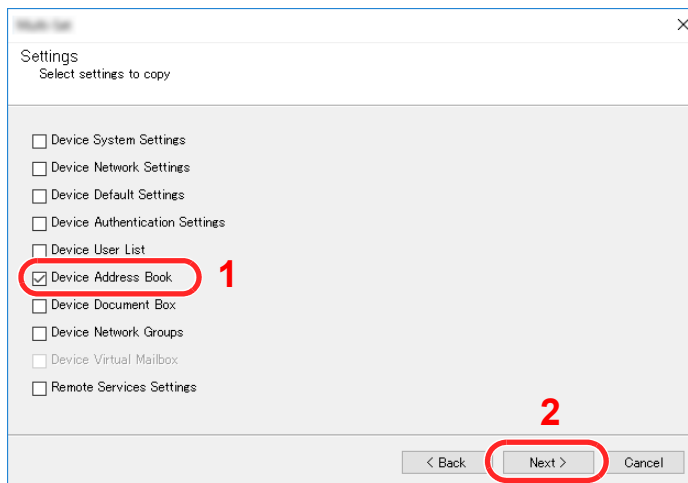 Settings
Select settings to copy
Device System Settings
Device Network Settings
Device Default Settings
Device Authentication Settings
Device User List
Device Address Book 1
Device Document Box
Device Network Groups
Device Virtual Mailbox
Remote Services Settings
2
< Back Next > Cancel